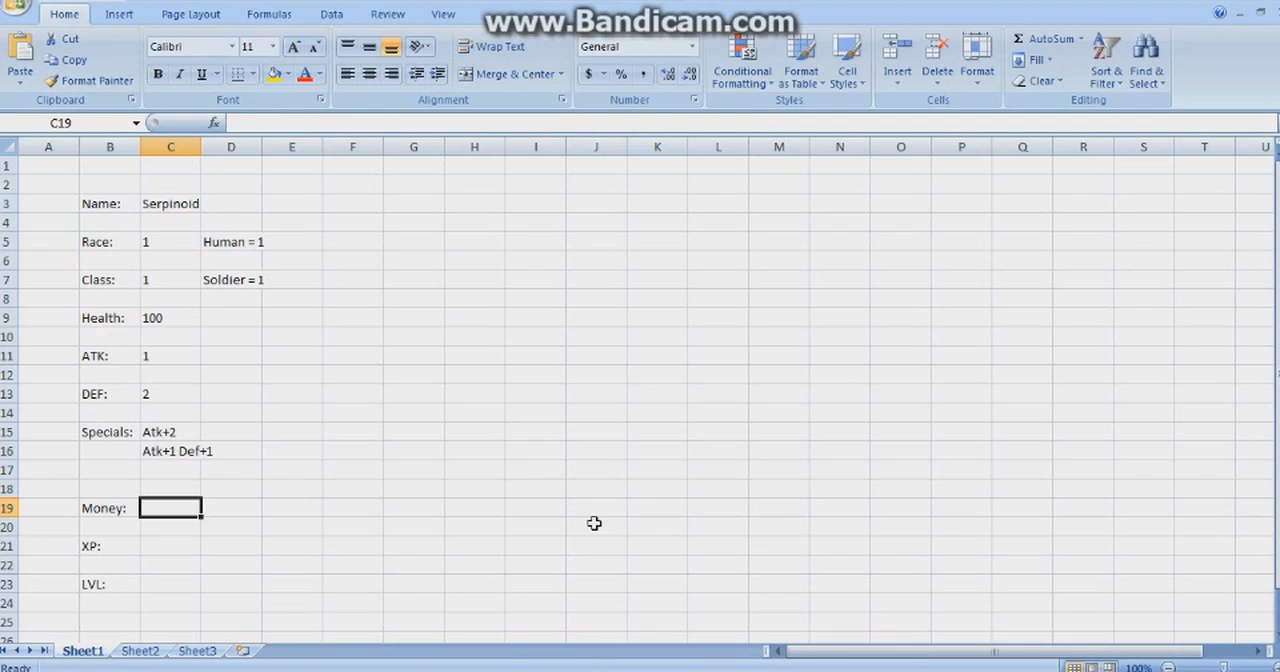 www.Bandicam.com
Home Insert Page Layout Formulas Data Review View
Cut
Copy
Format Painter
Paste
Clipboard
Calibri 11
B I U
Font
Wrap Text
Merge & Center
Alignment
General
$ % ,
Number
Conditional Formatting
Format as Table
Cell Styles
Styles
Insert Delete Format
Cells
AutoSum
Fill
Clear
Sort & Filter
Find & Select
Editing
C19 fx
A B C D E F G H I J K L M N O P Q R S T U
1
2
3 Name: Serpinoid
4
5 Race: 1 Human = 1
6
7 Class: 1 Soldier = 1
8
9 Health: 100
10
11 ATK: 1
12
13 DEF: 2
14
15 Specials: Atk+2
16 Atk+1 Def+1
17
18
19 Money:
20
21 XP:
22
23 LVL:
24
25
26
Sheet1 Sheet2 Sheet3
Ready 100%